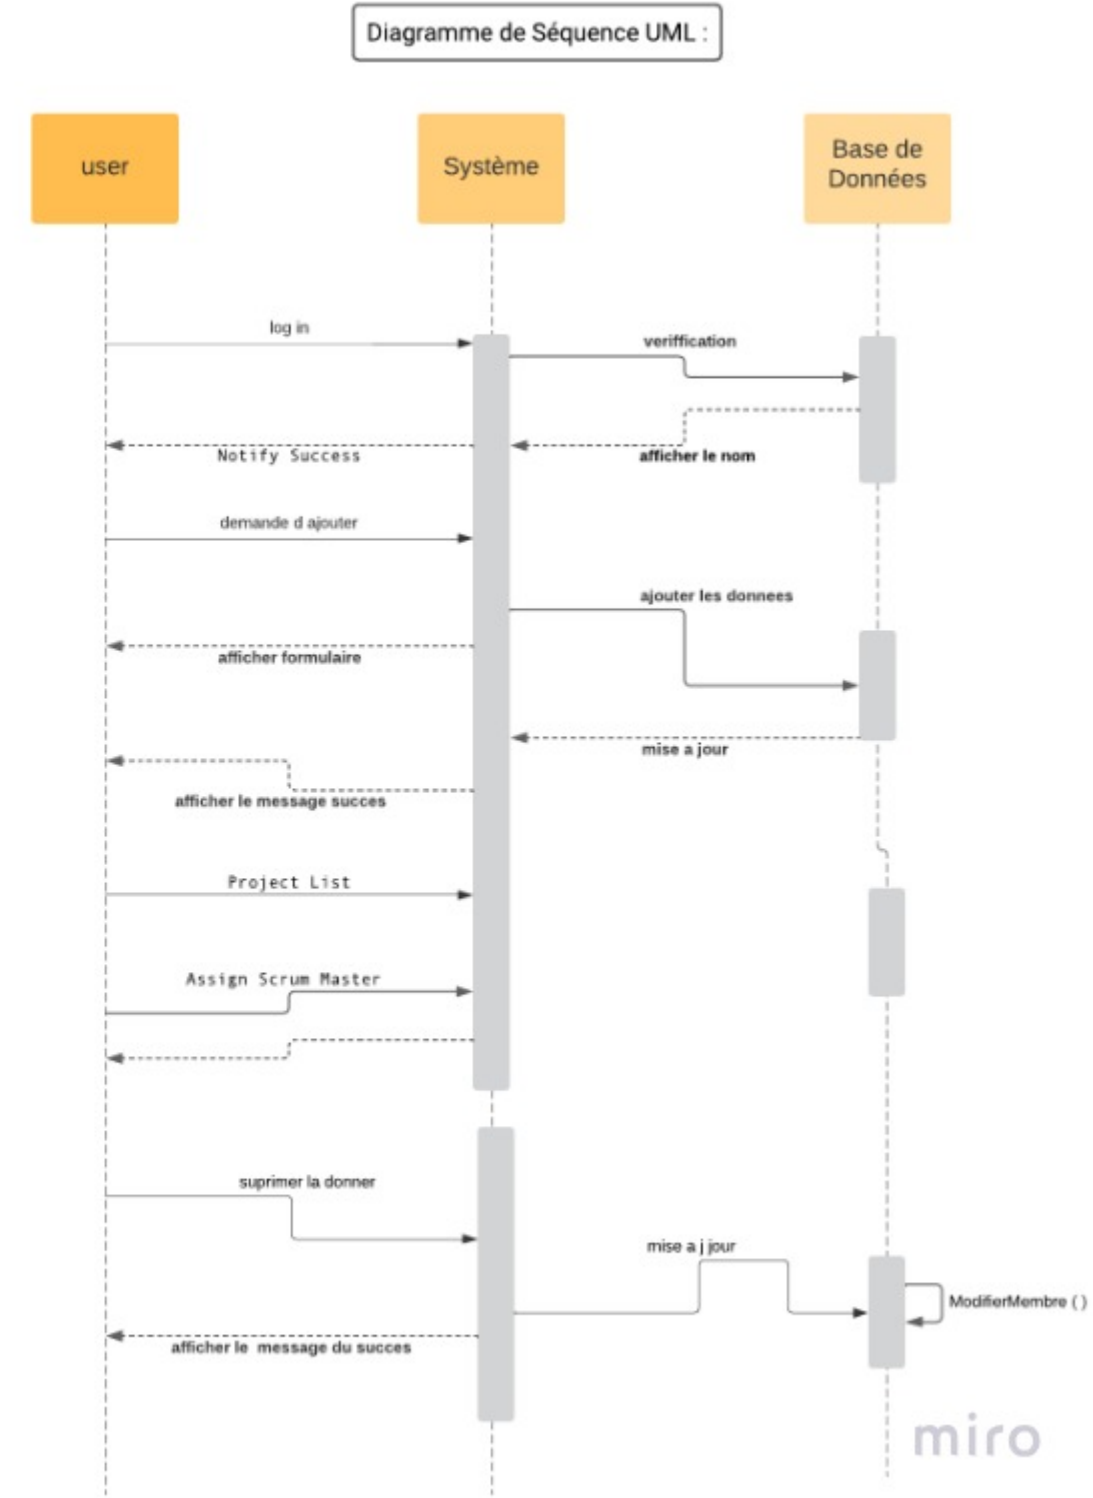 Diagramme de Séquence UML :
user
Système
Base de
Données
log in
veriffication
Notify Success
afficher le nom
demande d ajouter
ajouter les donnees
afficher formulaire
mise a jour
afficher le message succes
Project List
Assign Scrum Master
suprimer la donner
mise a j jour
ModifierMembre ( )
afficher le message du succes
miro